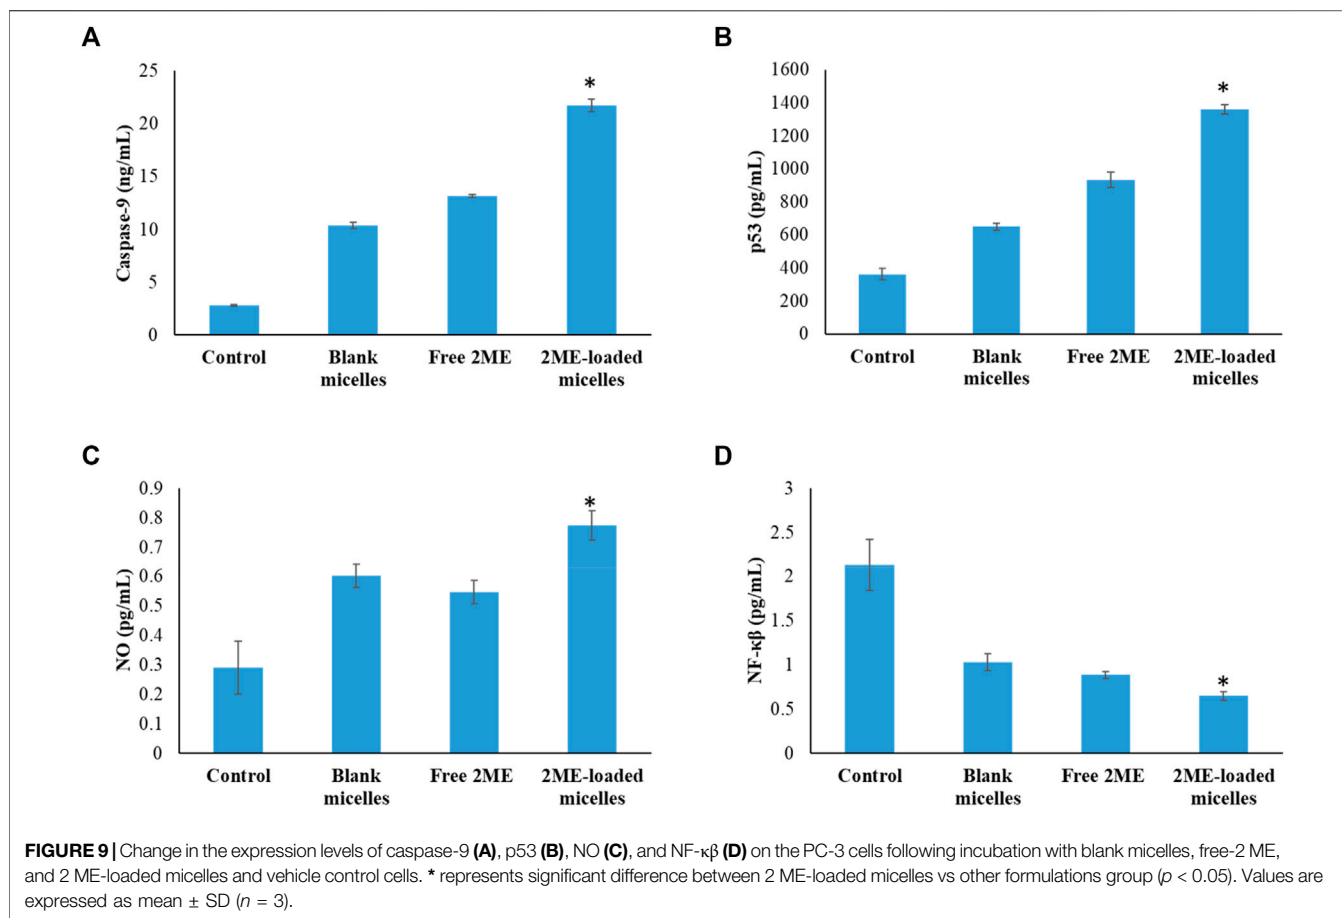 A
Caspase-9 (ng/mL)
25
20
15
10
5
0
*
Control
Blank
micelles
Free 2ME
2ME-loaded
micelles
B
p53 (pg/mL)
1600
1400
1200
1000
800
600
400
200
0
*
Control
Blank
micelles
Free 2ME
2ME-loaded
micelles
C
NO (pg/mL)
0.9
0.8
0.7
0.6
0.5
0.4
0.3
0.2
0.1
0
*
Control
Blank
micelles
Free 2ME
2ME-loaded
micelles
D
NF-κβ (pg/mL)
3
2.5
2
1.5
1
0.5
0
*
Control
Blank
micelles
Free 2ME
2ME-loaded
micelles
FIGURE 9 | Change in the expression levels of caspase-9 (A), p53 (B), NO (C), and NF-κβ (D) on the PC-3 cells following incubation with blank micelles, free-2 ME,
and 2 ME-loaded micelles and vehicle control cells. * represents significant difference between 2 ME-loaded micelles vs other formulations group (p < 0.05). Values are
expressed as mean ± SD (n = 3).